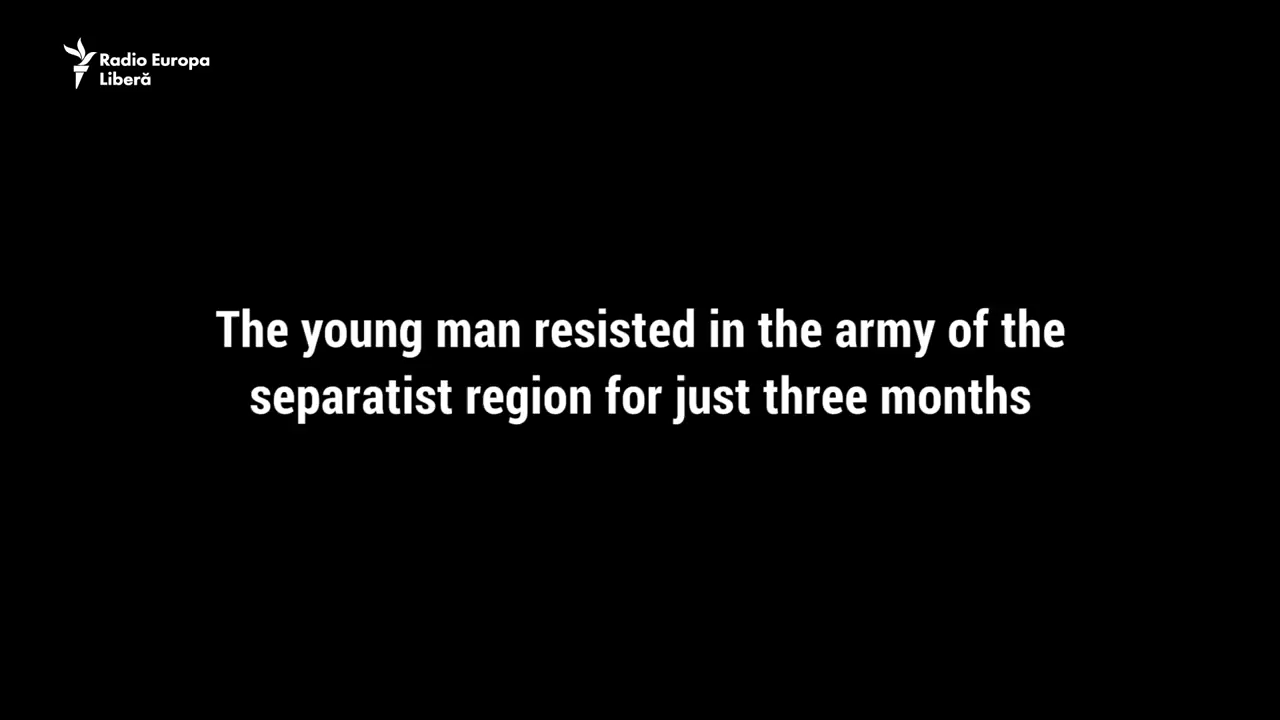 Radio Europa
Liberă
The young man resisted in the army of the
separatist region for just three months